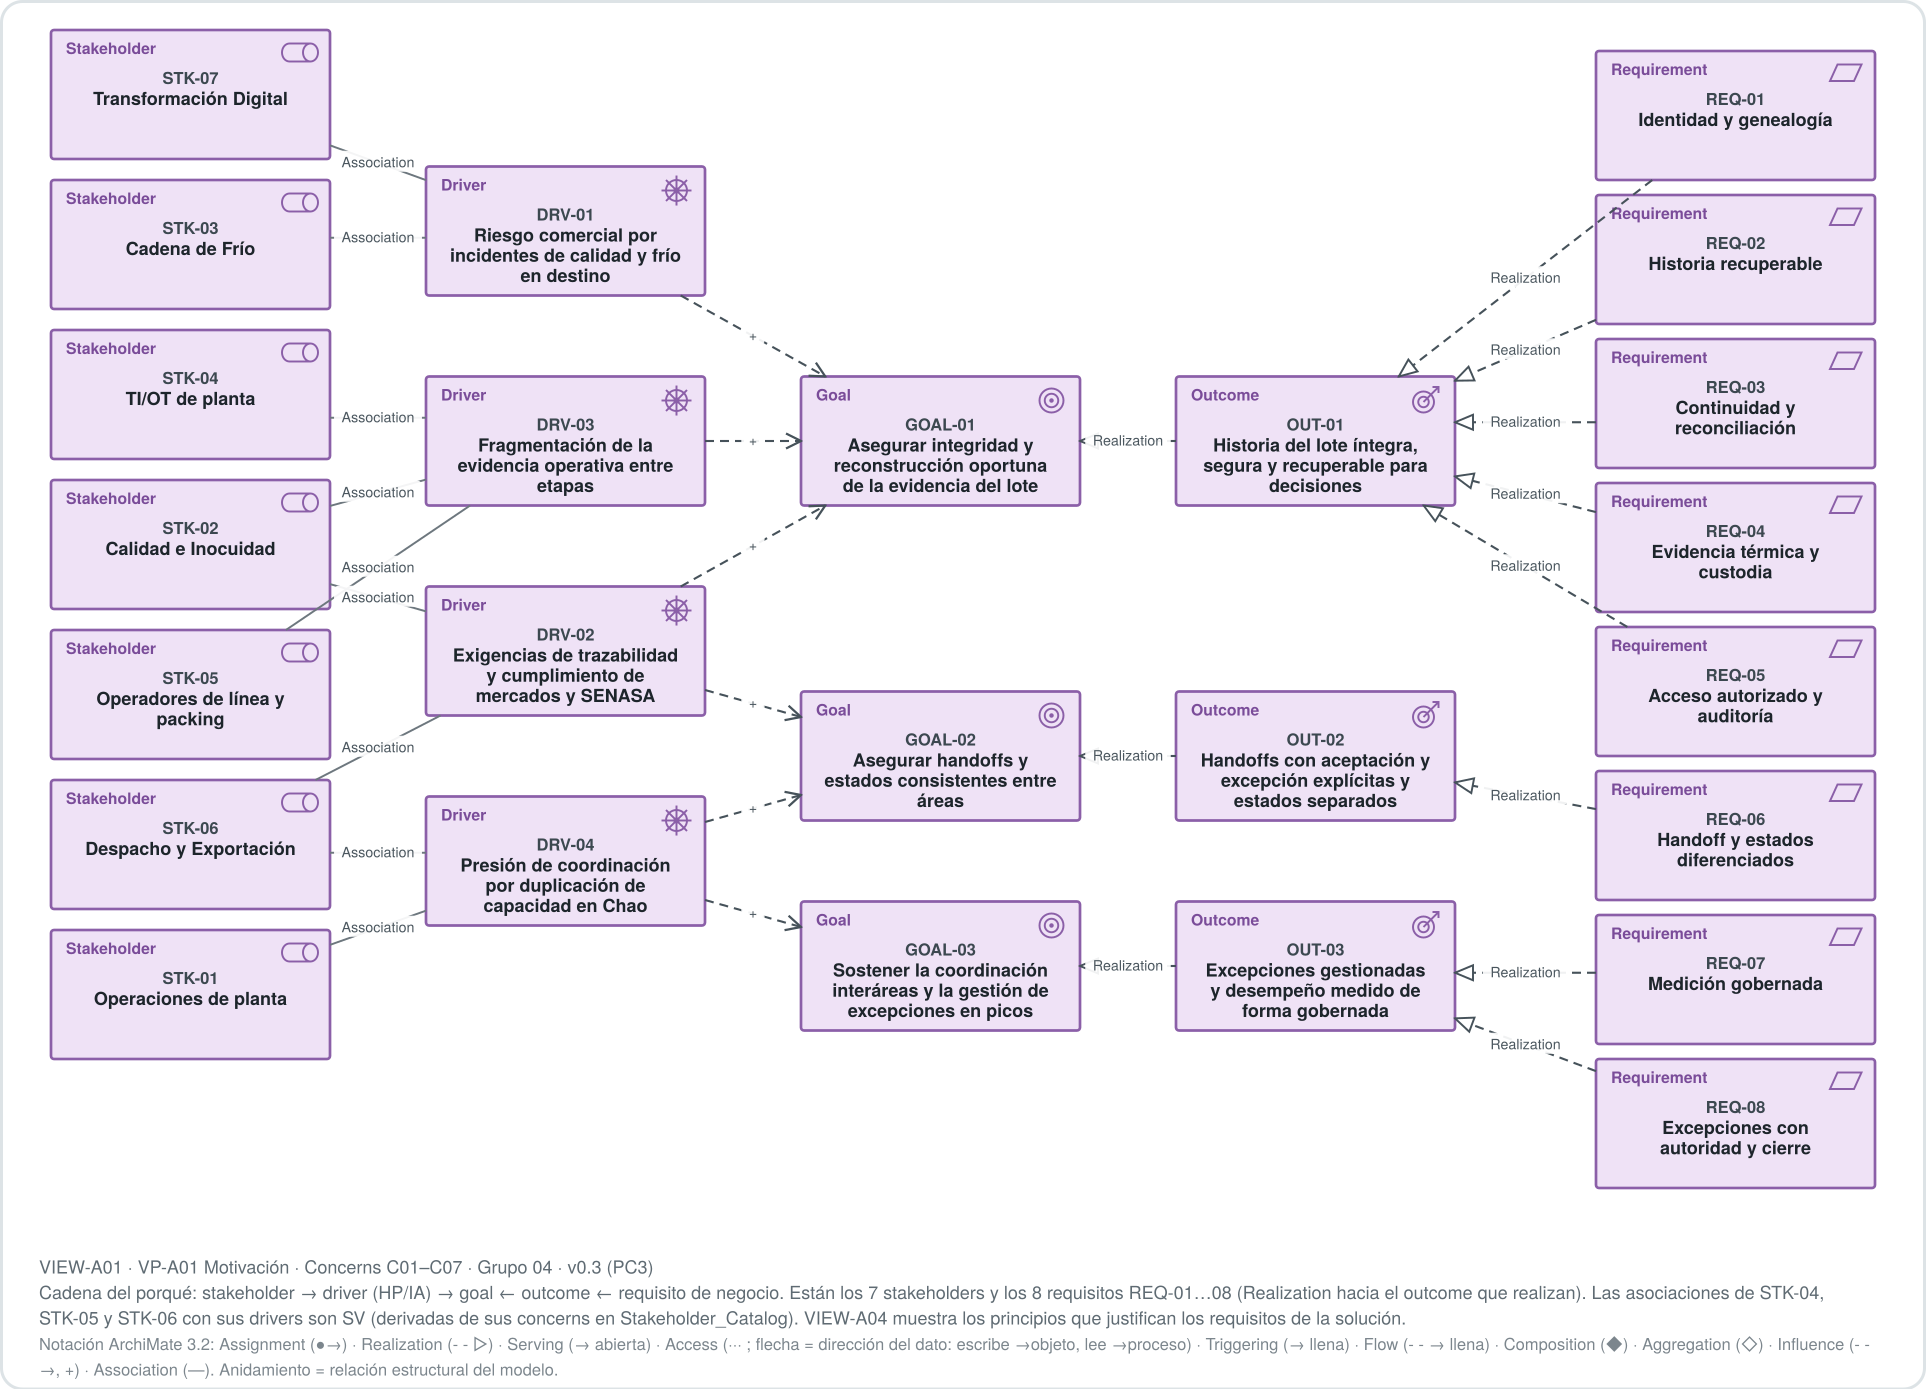 Stakeholder
STK-07
Transformación Digital
Stakeholder
STK-03
Cadena de Frío
Stakeholder
STK-04
TI/OT de planta
Stakeholder
STK-02
Calidad e Inocuidad
Stakeholder
STK-05
Operadores de línea y
packing
Stakeholder
STK-06
Despacho y Exportación
Stakeholder
STK-01
Operaciones de planta
Association
Association
Association
Association
Association
Association
Association
Association
Association
Driver
DRV-01
Riesgo comercial por
incidentes de calidad y frío
en destino
Driver
DRV-03
Fragmentación de la
evidencia operativa entre
etapas
Driver
DRV-02
Exigencias de trazabilidad
y cumplimiento de
mercados y SENASA
Driver
DRV-04
Presión de coordinación
por duplicación de
capacidad en Chao
+
+
+
+
+
+
Goal
GOAL-01
Asegurar integridad y
reconstrucción oportuna
de la evidencia del lote
Goal
GOAL-02
Asegurar handoffs y
estados consistentes entre
áreas
Goal
GOAL-03
Sostener la coordinación
interáreas y la gestión de
excepciones en picos
Realization
Realization
Realization
Outcome
OUT-01
Historia del lote íntegra,
segura y recuperable para
decisiones
Outcome
OUT-02
Handoffs con aceptación y
excepción explícitas y
estados separados
Outcome
OUT-03
Excepciones gestionadas
y desempeño medido de
forma gobernada
Realization
Realization
Realization
Realization
Realization
Realization
Realization
Realization
Requirement
REQ-01
Identidad y genealogía
Requirement
REQ-02
Historia recuperable
Requirement
REQ-03
Continuidad y
reconciliación
Requirement
REQ-04
Evidencia térmica y
custodia
Requirement
REQ-05
Acceso autorizado y
auditoría
Requirement
REQ-06
Handoff y estados
diferenciados
Requirement
REQ-07
Medición gobernada
Requirement
REQ-08
Excepciones con
autoridad y cierre
VIEW-A01 · VP-A01 Motivación · Concerns C01–C07 · Grupo 04 · v0.3 (PC3)
Cadena del porqué: stakeholder → driver (HP/IA) → goal ← outcome ← requisito de negocio. Están los 7 stakeholders y los 8 requisitos REQ-01…08 (Realization hacia el outcome que realizan). Las asociaciones de STK-04,
STK-05 y STK-06 con sus drivers son SV (derivadas de sus concerns en Stakeholder_Catalog). VIEW-A04 muestra los principios que justifican los requisitos de la solución.
Notación ArchiMate 3.2: Assignment (●→) · Realization (- - ▷) · Serving (→ abierta) · Access (··· ; flecha = dirección del dato: escribe →objeto, lee →proceso) · Triggering (→ llena) · Flow (- - → llena) · Composition (◆) · Aggregation (◇) · Influence (- -
→, +) · Association (—). Anidamiento = relación estructural del modelo.